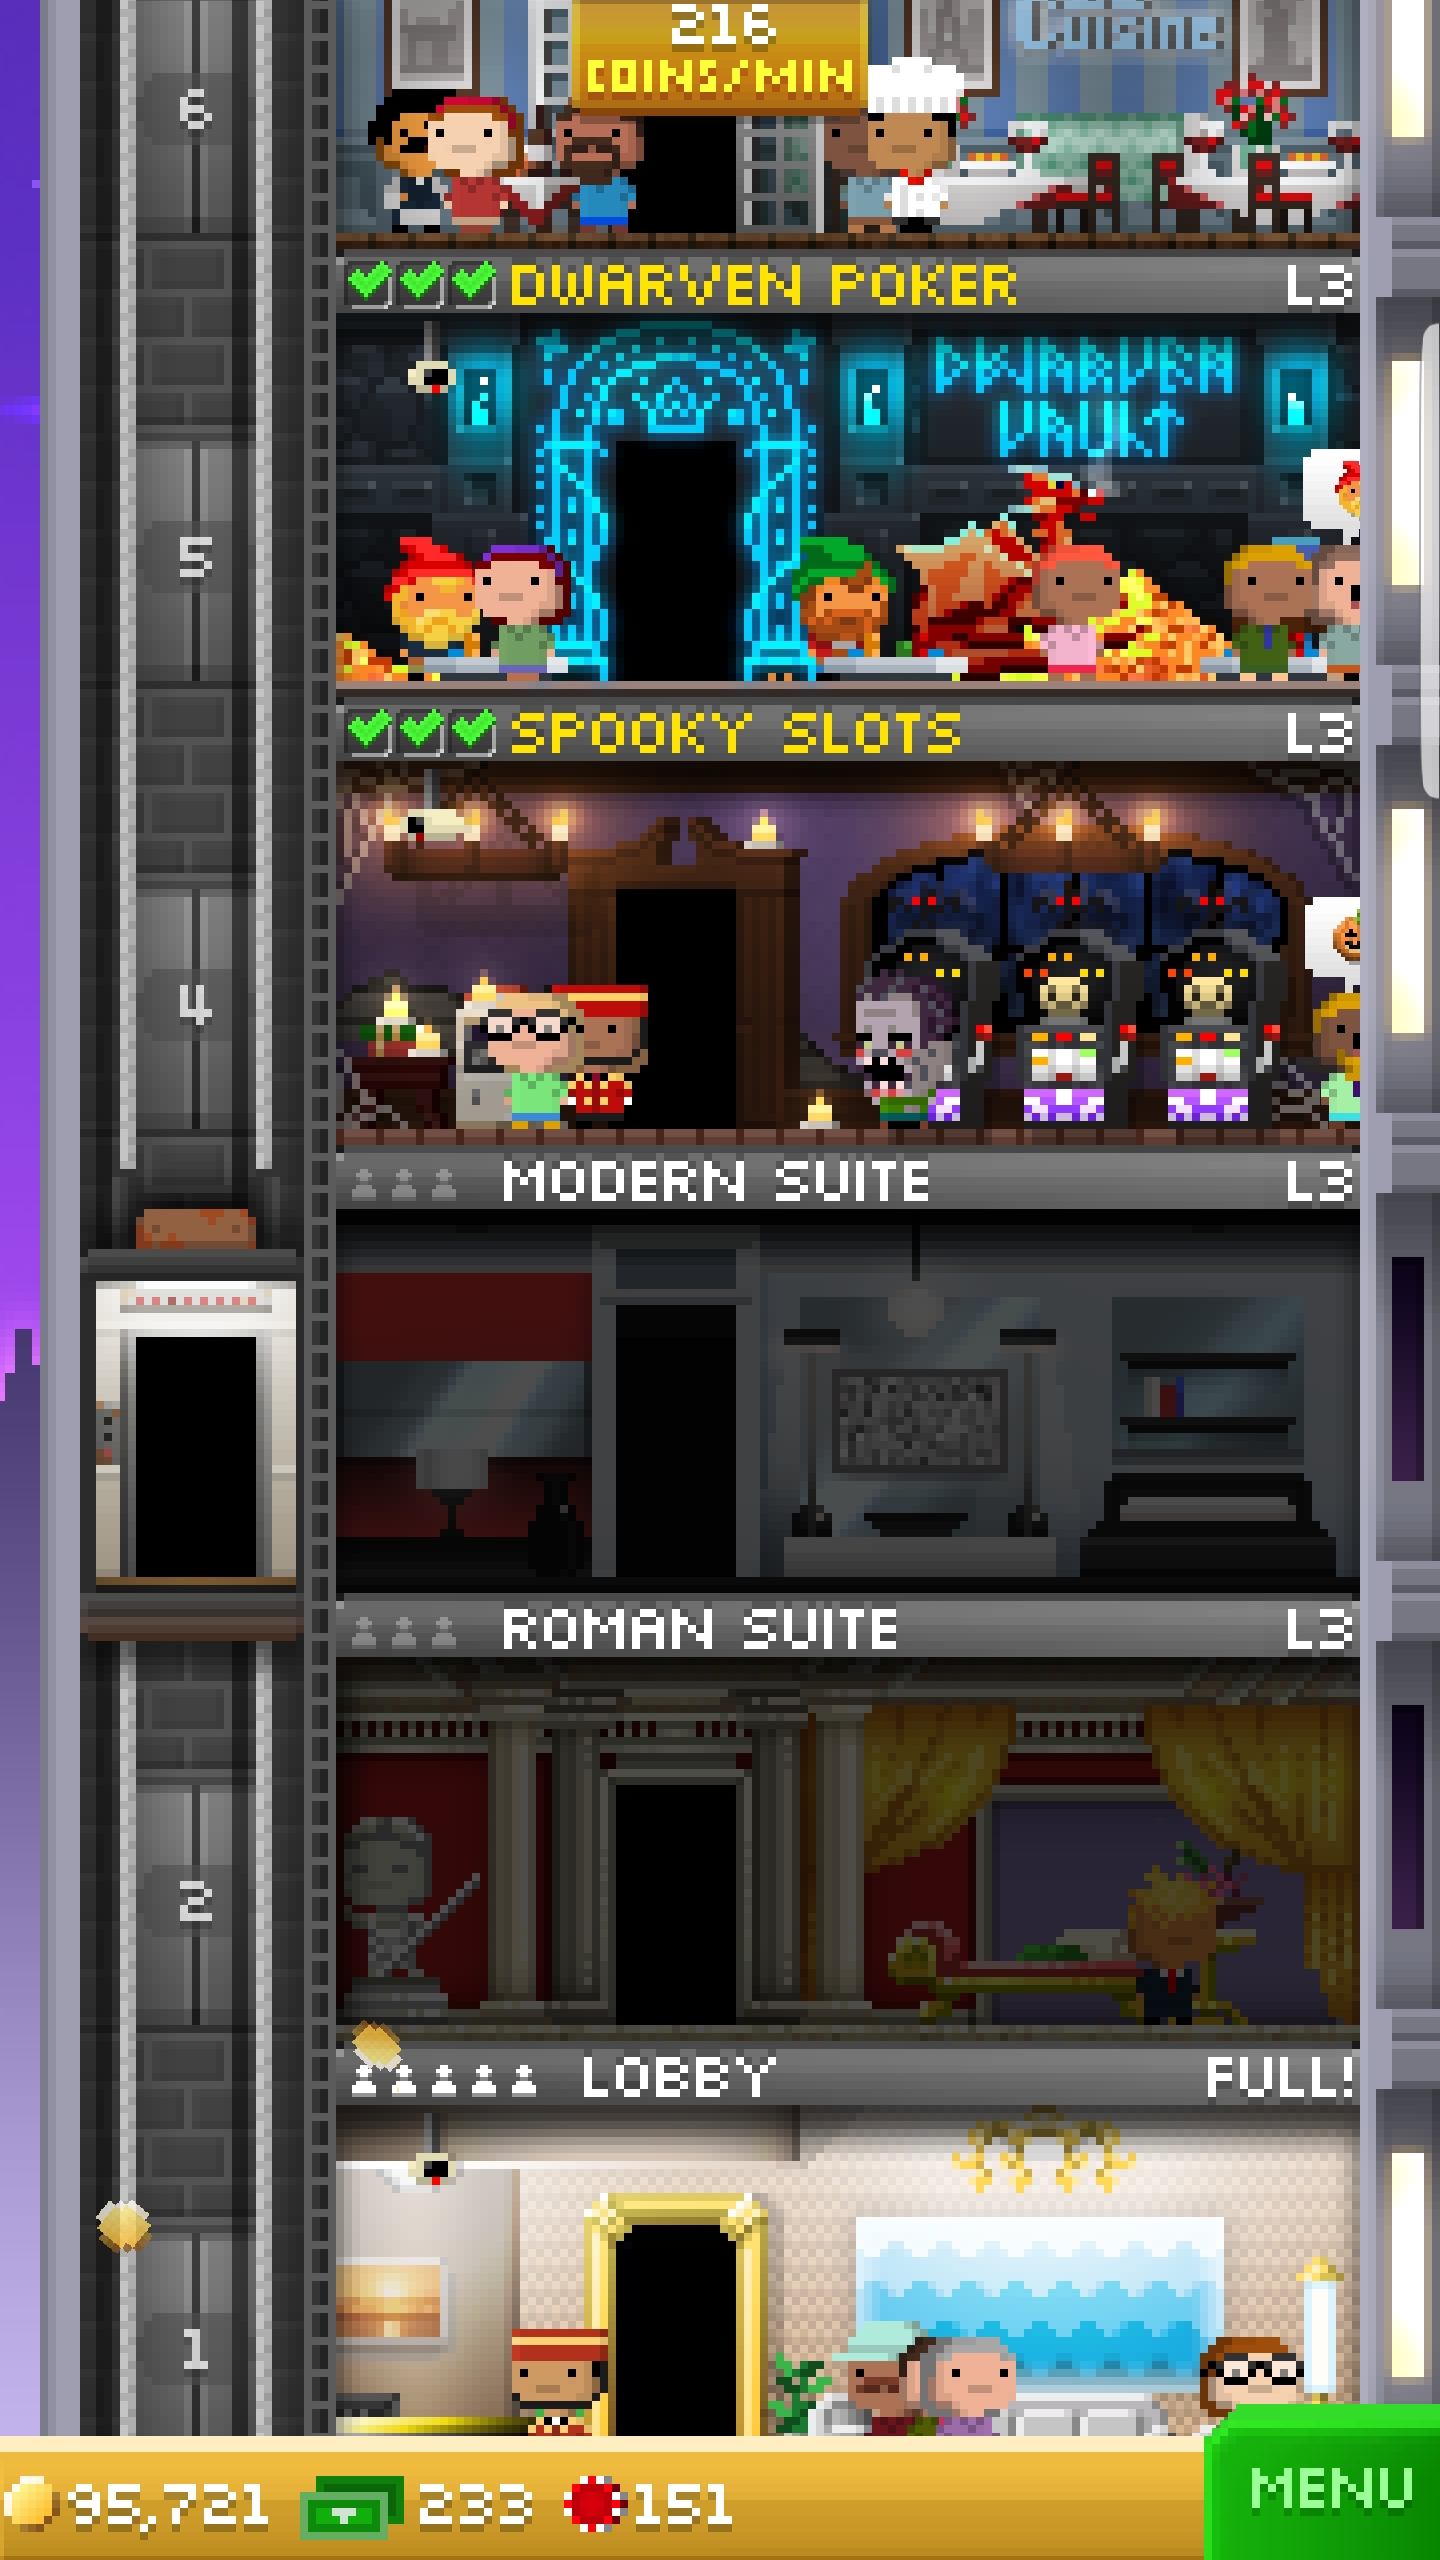 Cuisine
216
COINS/MIN
6
DWARVEN POKER L3
DWARVEN
VAULT
5
SPOOKY SLOTS L3
4
MODERN SUITE L3
ROMAN SUITE L3
2
LOBBY FULL!
1
95,721 233 151
MENU